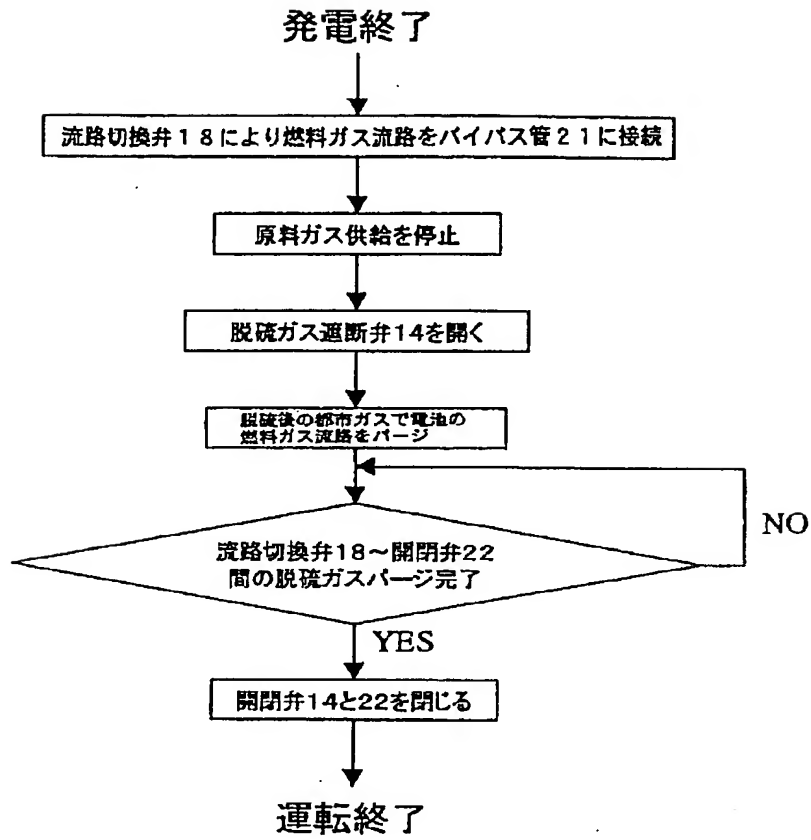 発電終了
流路切換弁18により燃料ガス流路をバイパス管21に接続
原料ガス供給を停止
脱硫ガス遮断弁14を開く
脱硫後の都市ガスで電池の
燃料ガス流路をパージ
NO
流路切換弁18～開閉弁22
間の脱硫ガスパージ完了
YES
開閉弁14と22を閉じる
運転終了